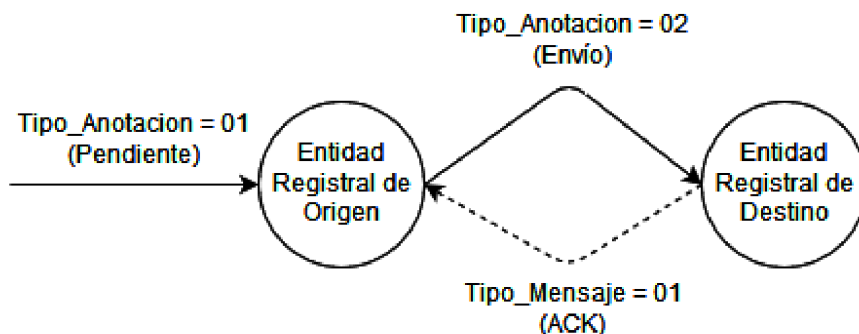 Tipo_Anotacion = 02
(Envío)
Tipo_Anotacion = 01
(Pendiente)
Entidad
Registral de
Origen
Entidad
Registral de
Destino
Tipo_Mensaje = 01
(ACK)